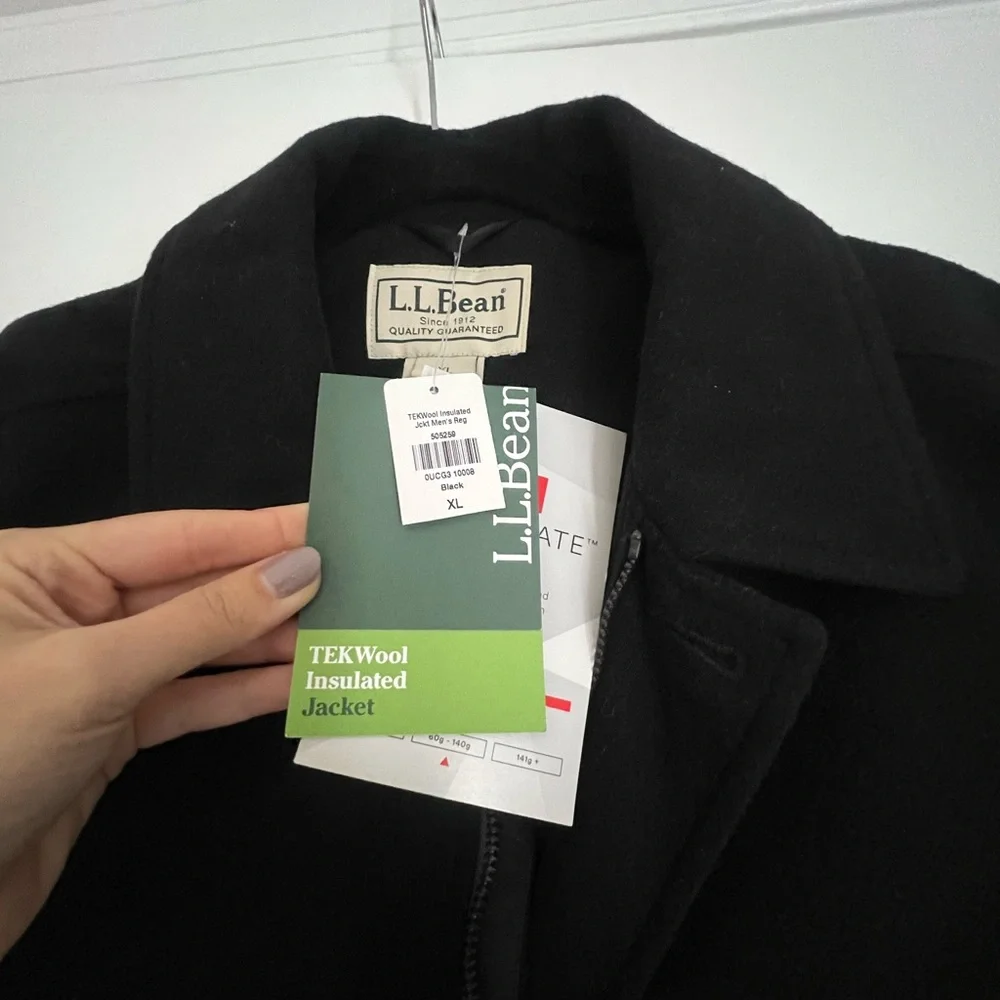 L.L.Bean®
Since 1912
QUALITY GUARANTEED
XL
TEKWool Insulated
Jckt Men's Reg
505259
0UCG3 10008
Black
XL
L.L.Bean
TEKWool
Insulated
Jacket
ATE™
60g - 140g
141g +